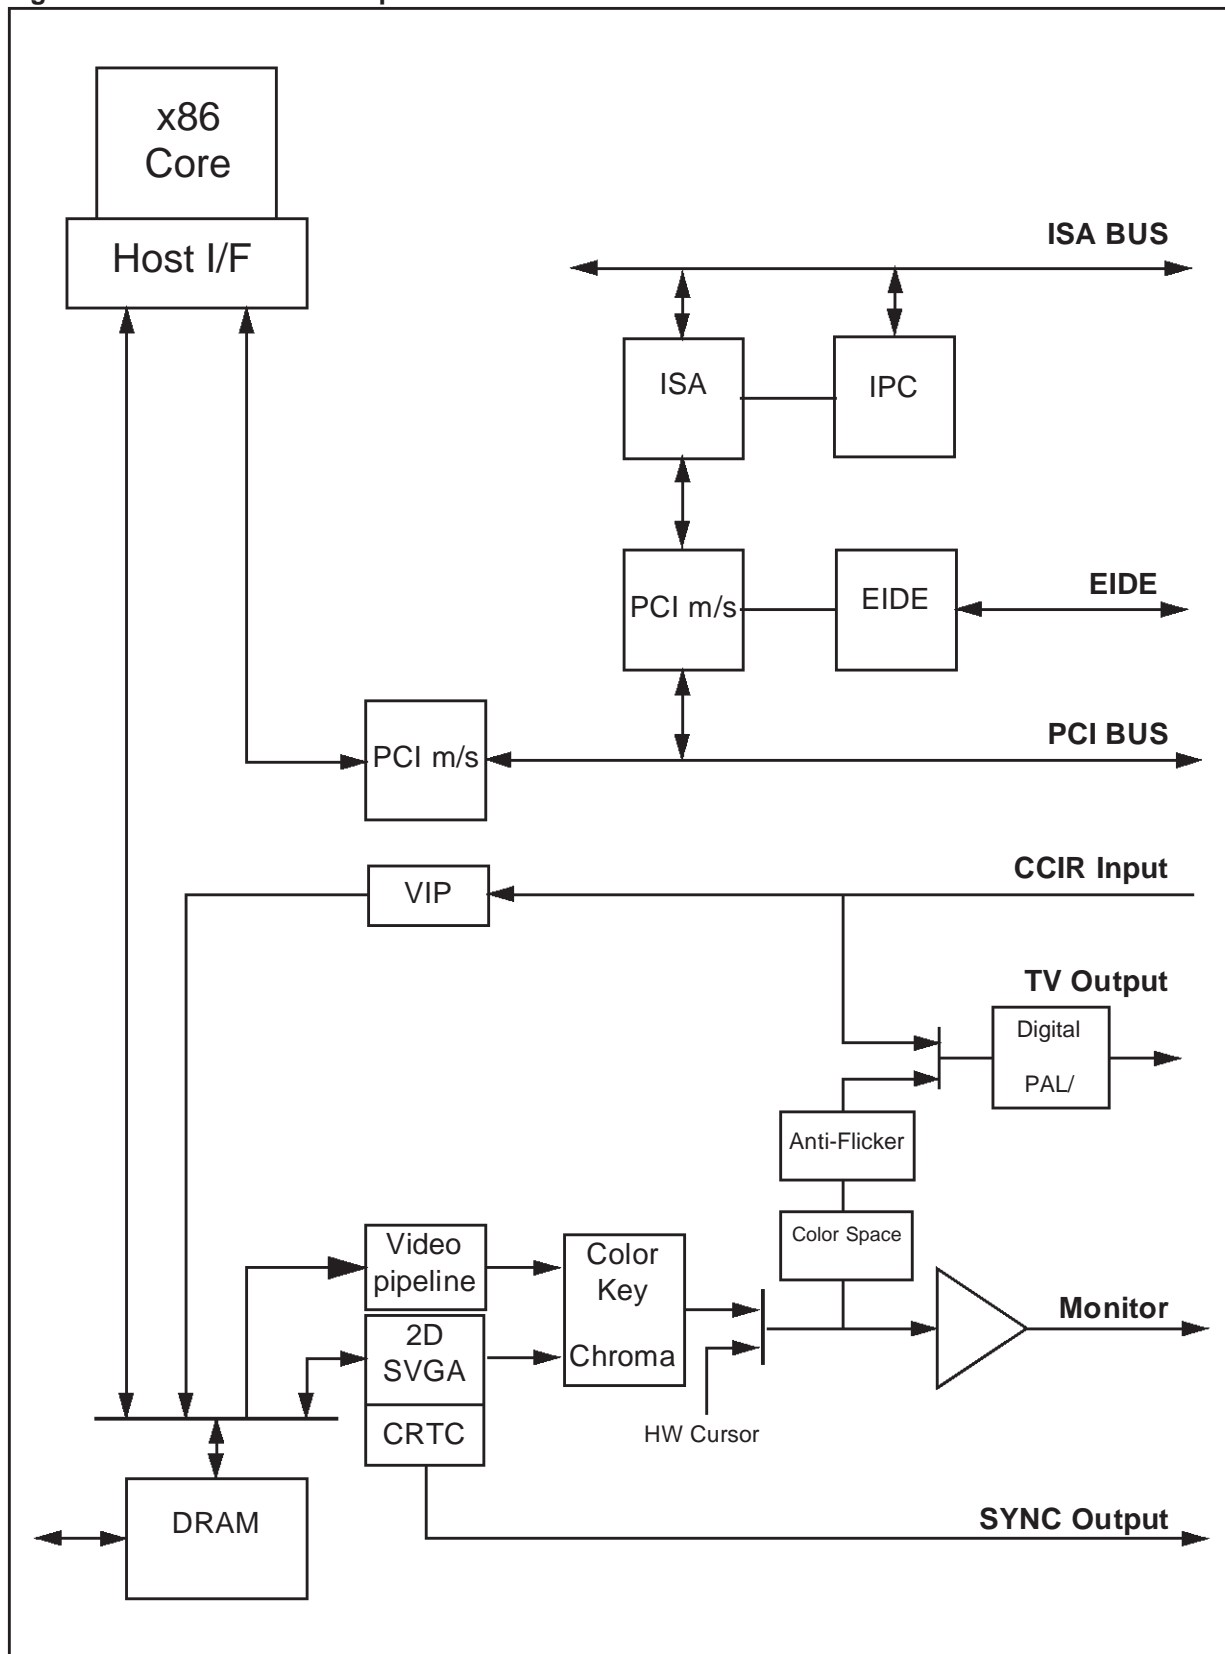 x86
Core
Host I/F
ISA BUS
ISA
IPC
PCI m/s
EIDE
EIDE
PCI m/s
PCI BUS
VIP
CCIR Input
TV Output
Digital
PAL/
Anti-Flicker
Color Space
Video
pipeline
Color
Key
Chroma
2D
SVGA
CRTC
HW Cursor
Monitor
DRAM
SYNC Output